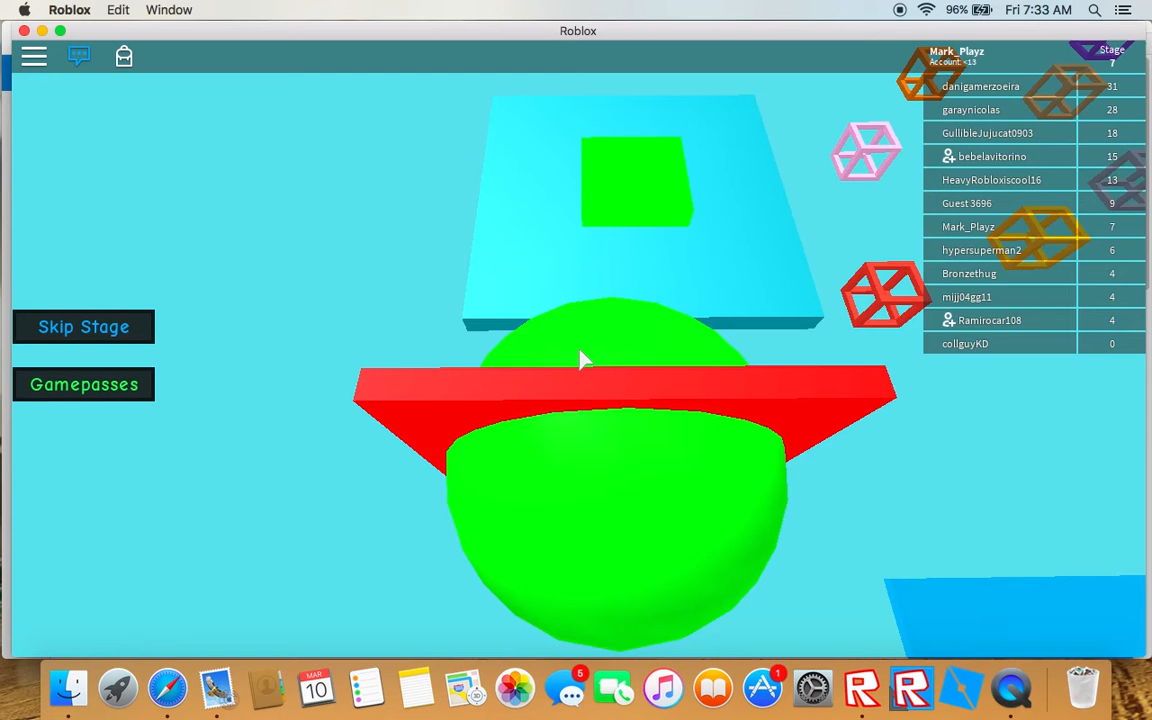 Roblox Edit Window 96% Fri 7:33 AM
Roblox
Mark_Playz Stage
Account: <13 7
danigamerzoeira 31
garaynicolas 28
GullibleJujucat0903 18
bebelavitorino 15
HeavyRobloxiscool16 13
Guest 3696 9
Mark_Playz 7
hypersuperman2 6
Bronzethug 4
mijj04gg11 4
Ramirocar108 4
collguyKD 0
Skip Stage
Gamepasses
MAR
10
5
1